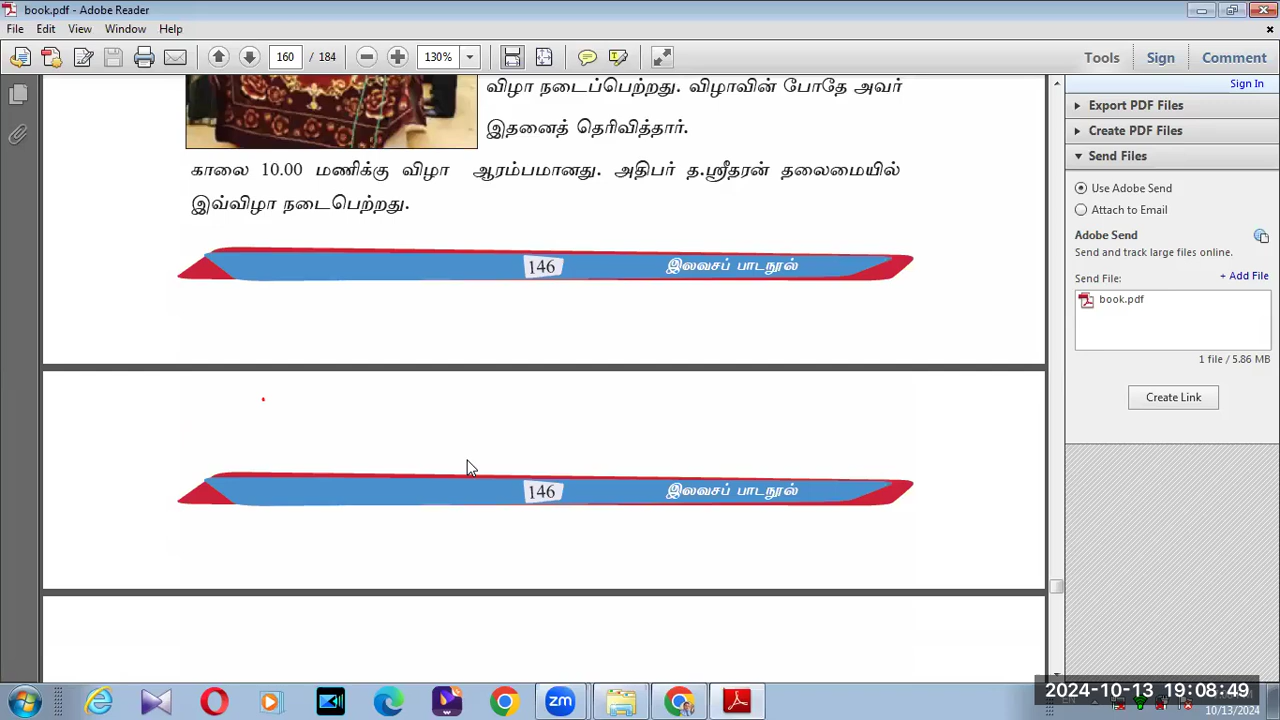 book.pdf - Adobe Reader
File Edit View Window Help
160 / 184 130% Tools Sign Comment
Sign In
விழா நடைப்பெற்றது. விழாவின் போதே அவர்
இதனைத் தெரிவித்தார்.
காலை 10.00 மணிக்கு விழா ஆரம்பமானது. அதிபர் த.ஸ்ரீதரன் தலைமையில்
இவ்விழா நடைபெற்றது.
146 இலவசப் பாடநூல்
146 இலவசப் பாடநூல்
Export PDF Files
Create PDF Files
Send Files
Use Adobe Send
Attach to Email
Adobe Send
Send and track large files online.
Send File: + Add File
book.pdf
1 file / 5.86 MB
Create Link
zm
2024-10-13 19:08:49
10/13/2024